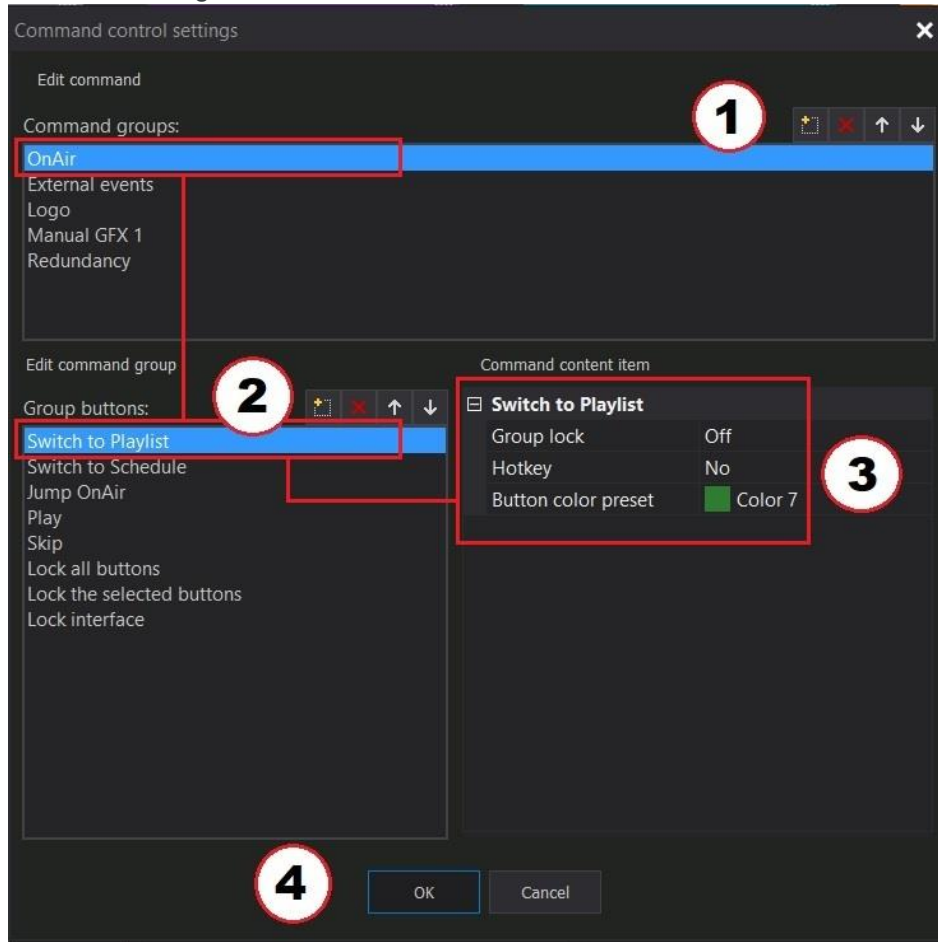 Command control settings
Edit command
Command groups:
1
OnAir
External events
Logo
Manual GFX 1
Redundancy
Edit command group
2
Group buttons:
Switch to Playlist
Switch to Schedule
Jump OnAir
Play
Skip
Lock all buttons
Lock the selected buttons
Lock interface
Command content item
Switch to Playlist
Group lock Off
Hotkey No
Button color preset Color 7
3
4
OK Cancel